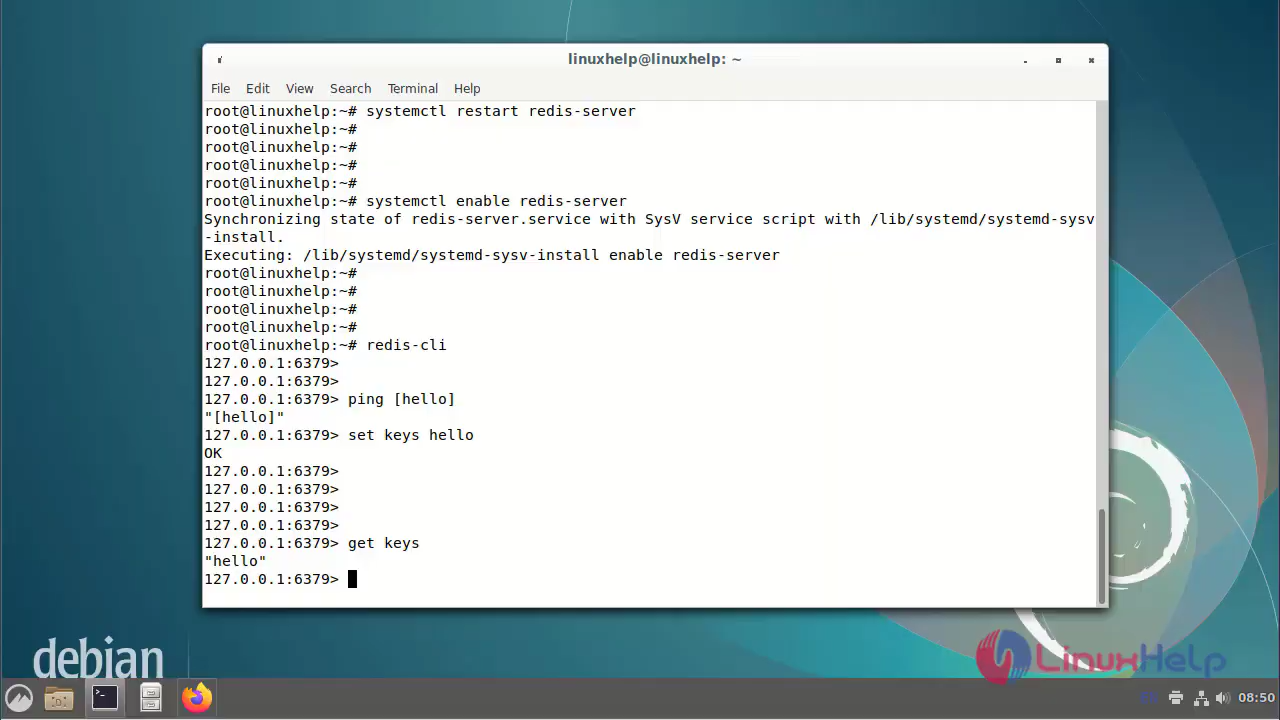 linuxhelp@linuxhelp: ~
File Edit View Search Terminal Help
root@linuxhelp:~# systemctl restart redis-server
root@linuxhelp:~#
root@linuxhelp:~#
root@linuxhelp:~#
root@linuxhelp:~#
root@linuxhelp:~# systemctl enable redis-server
Synchronizing state of redis-server.service with SysV service script with /lib/systemd/systemd-sysv
-install.
Executing: /lib/systemd/systemd-sysv-install enable redis-server
root@linuxhelp:~#
root@linuxhelp:~#
root@linuxhelp:~#
root@linuxhelp:~#
root@linuxhelp:~# redis-cli
127.0.0.1:6379>
127.0.0.1:6379>
127.0.0.1:6379> ping [hello]
"[hello]"
127.0.0.1:6379> set keys hello
OK
127.0.0.1:6379>
127.0.0.1:6379>
127.0.0.1:6379>
127.0.0.1:6379>
127.0.0.1:6379> get keys
"hello"
127.0.0.1:6379>
debian
LinuxHelp
08:50